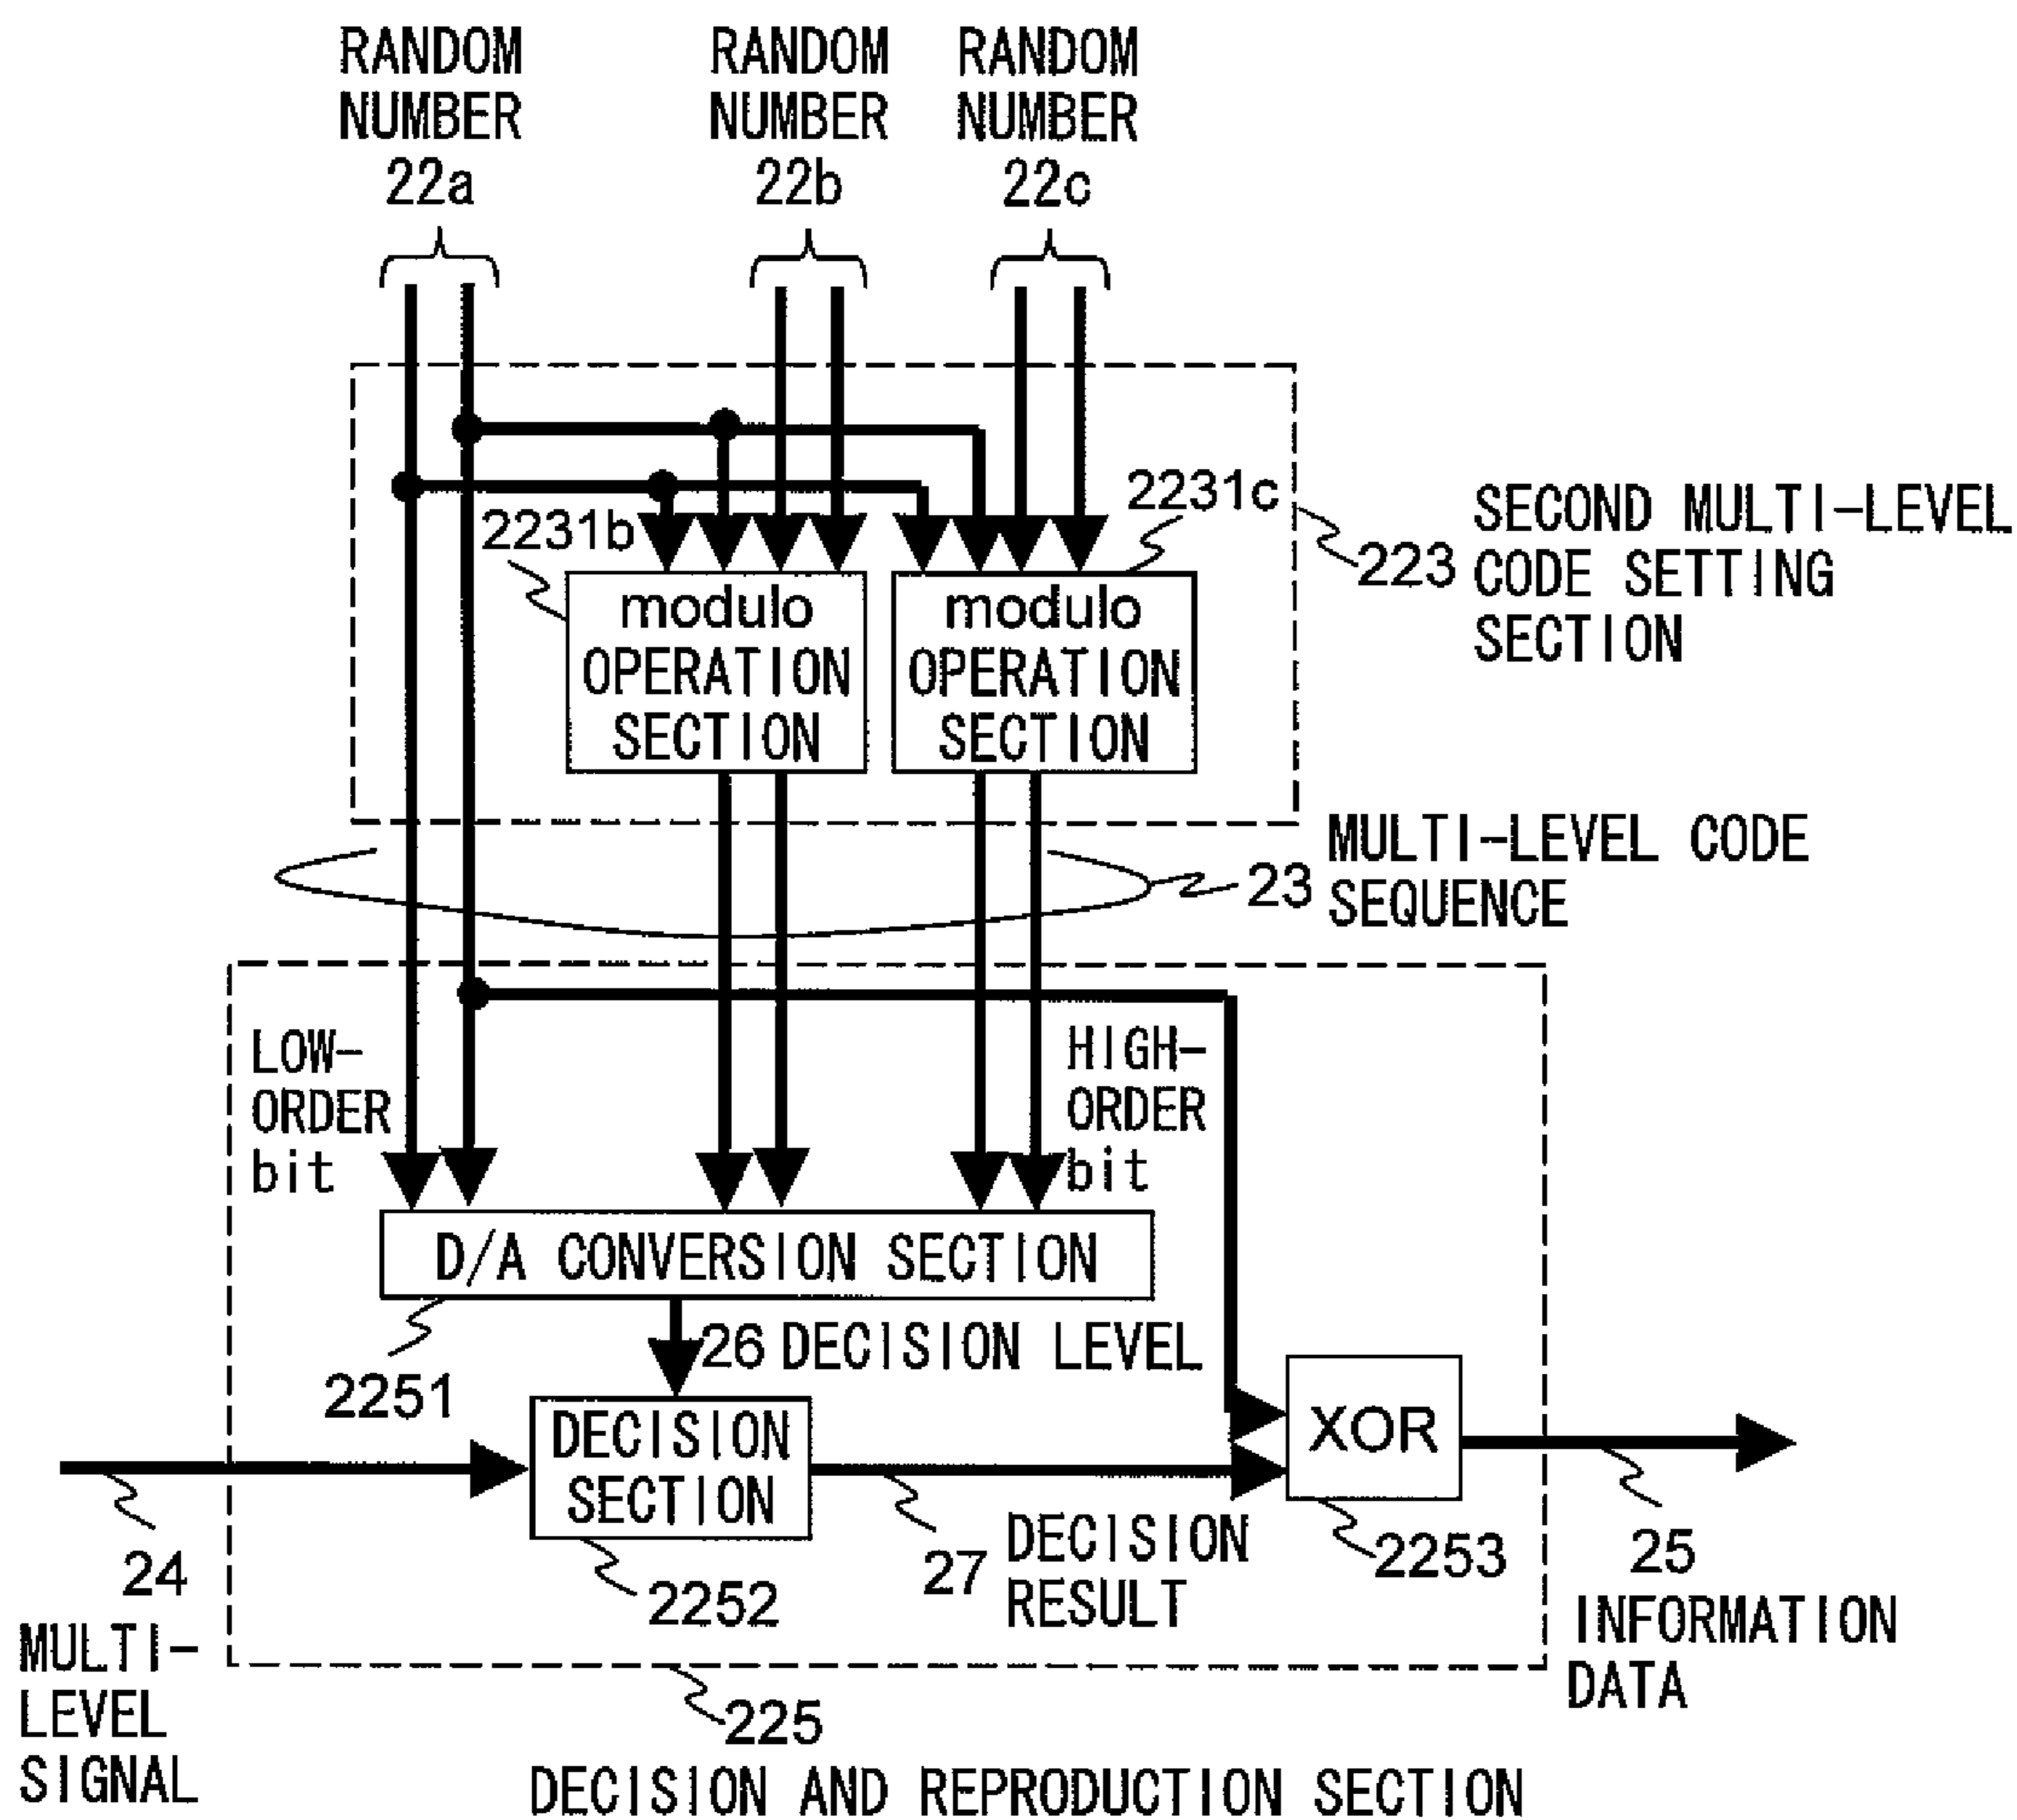 RANDOM
NUMBER
22a
RANDOM
NUMBER
22b
RANDOM
NUMBER
22c
2231b
2231c
modulo
OPERATION
SECTION
modulo
OPERATION
SECTION
223
SECOND MULTI-LEVEL
CODE SETTING
SECTION
23
MULTI-LEVEL CODE
SEQUENCE
LOW-
ORDER
bit
HIGH-
ORDER
bit
D/A CONVERSION SECTION
2251
26 DECISION LEVEL
DECISION
SECTION
XOR
24
MULTI-
LEVEL
SIGNAL
2252
27
DECISION
RESULT
2253
25
INFORMATION
DATA
225
DECISION AND REPRODUCTION SECTION